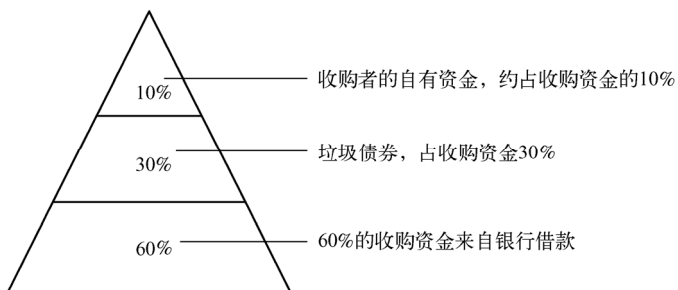 10%
收购者的自有资金，约占收购资金的10%
30%
垃圾债券，占收购资金30%
60%
60%的收购资金来自银行借款